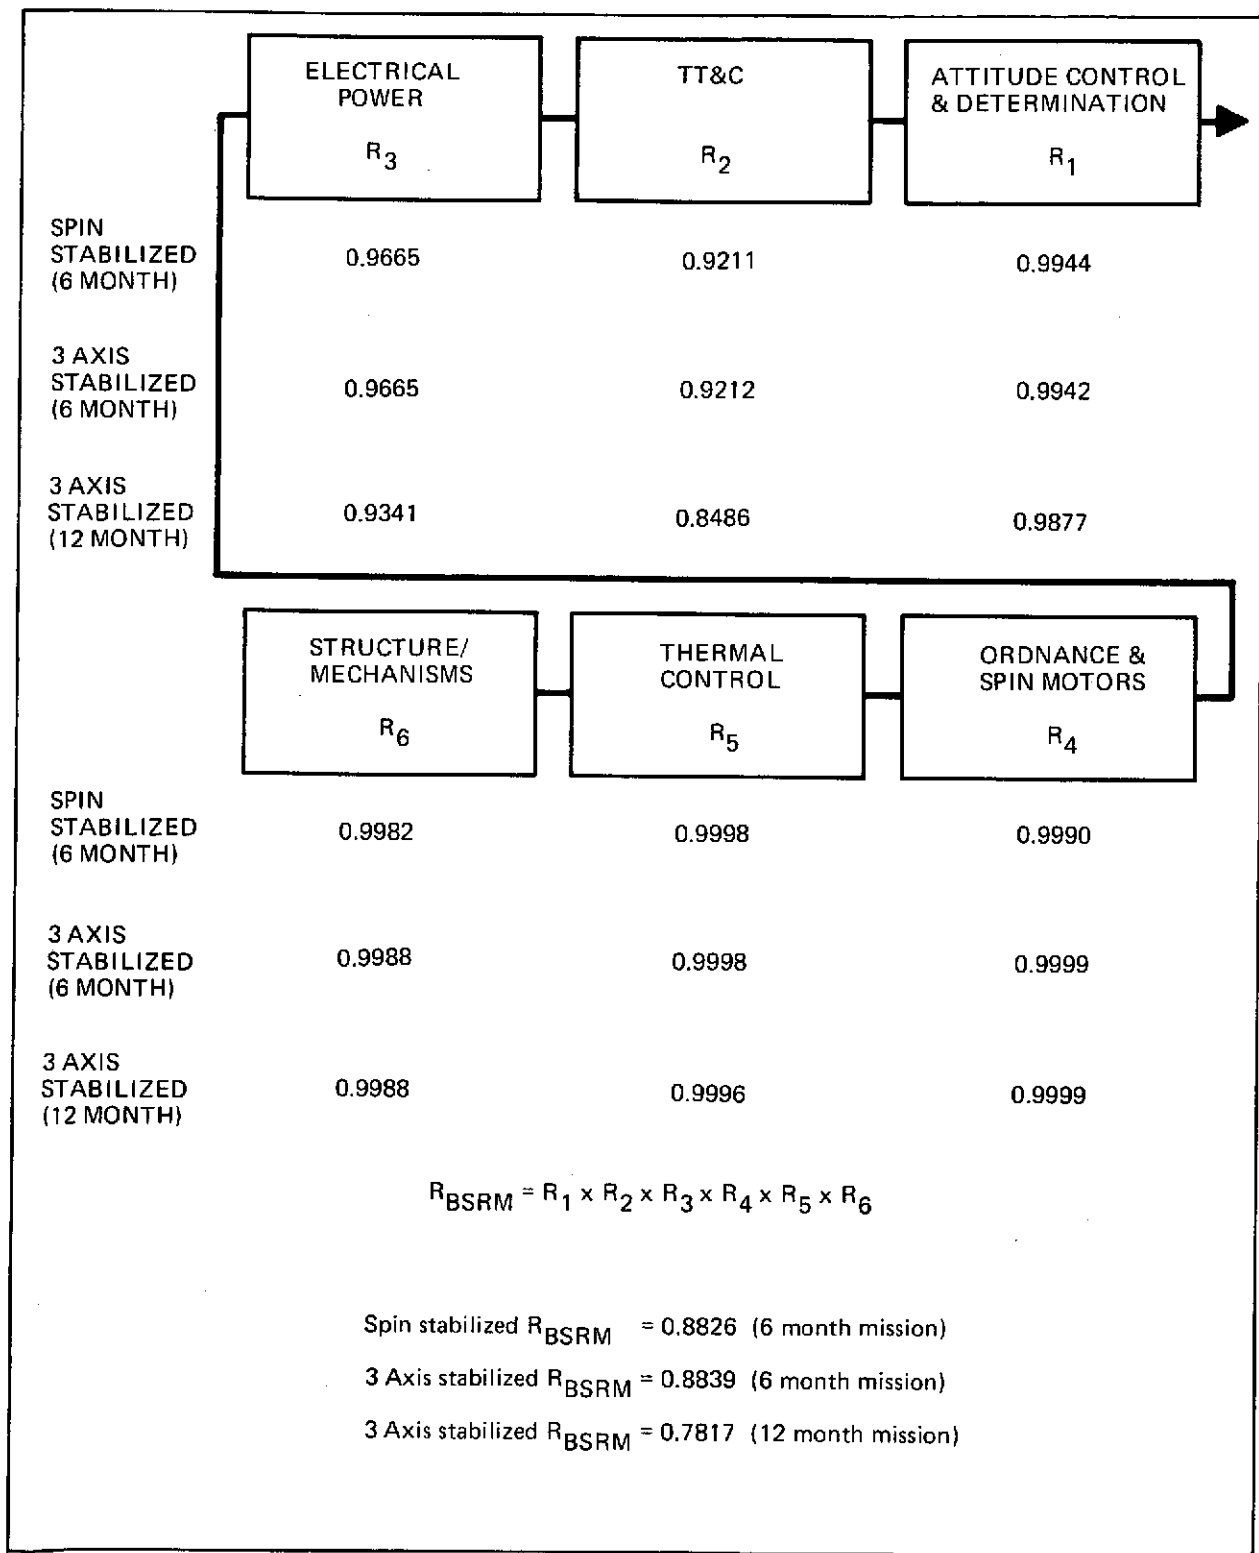 ELECTRICAL
POWER
R3
TT&C
R2
ATTITUDE CONTROL
& DETERMINATION
R1
SPIN
STABILIZED
(6 MONTH)
0.9665
0.9211
0.9944
3 AXIS
STABILIZED
(6 MONTH)
0.9665
0.9212
0.9942
3 AXIS
STABILIZED
(12 MONTH)
0.9341
0.8486
0.9877
STRUCTURE/
MECHANISMS
R6
THERMAL
CONTROL
R5
ORDNANCE &
SPIN MOTORS
R4
SPIN
STABILIZED
(6 MONTH)
0.9982
0.9998
0.9990
3 AXIS
STABILIZED
(6 MONTH)
0.9988
0.9998
0.9999
3 AXIS
STABILIZED
(12 MONTH)
0.9988
0.9996
0.9999
RBSRM = R1 x R2 x R3 x R4 x R5 x R6
Spin stabilized RBSRM = 0.8826 (6 month mission)
3 Axis stabilized RBSRM = 0.8839 (6 month mission)
3 Axis stabilized RBSRM = 0.7817 (12 month mission)